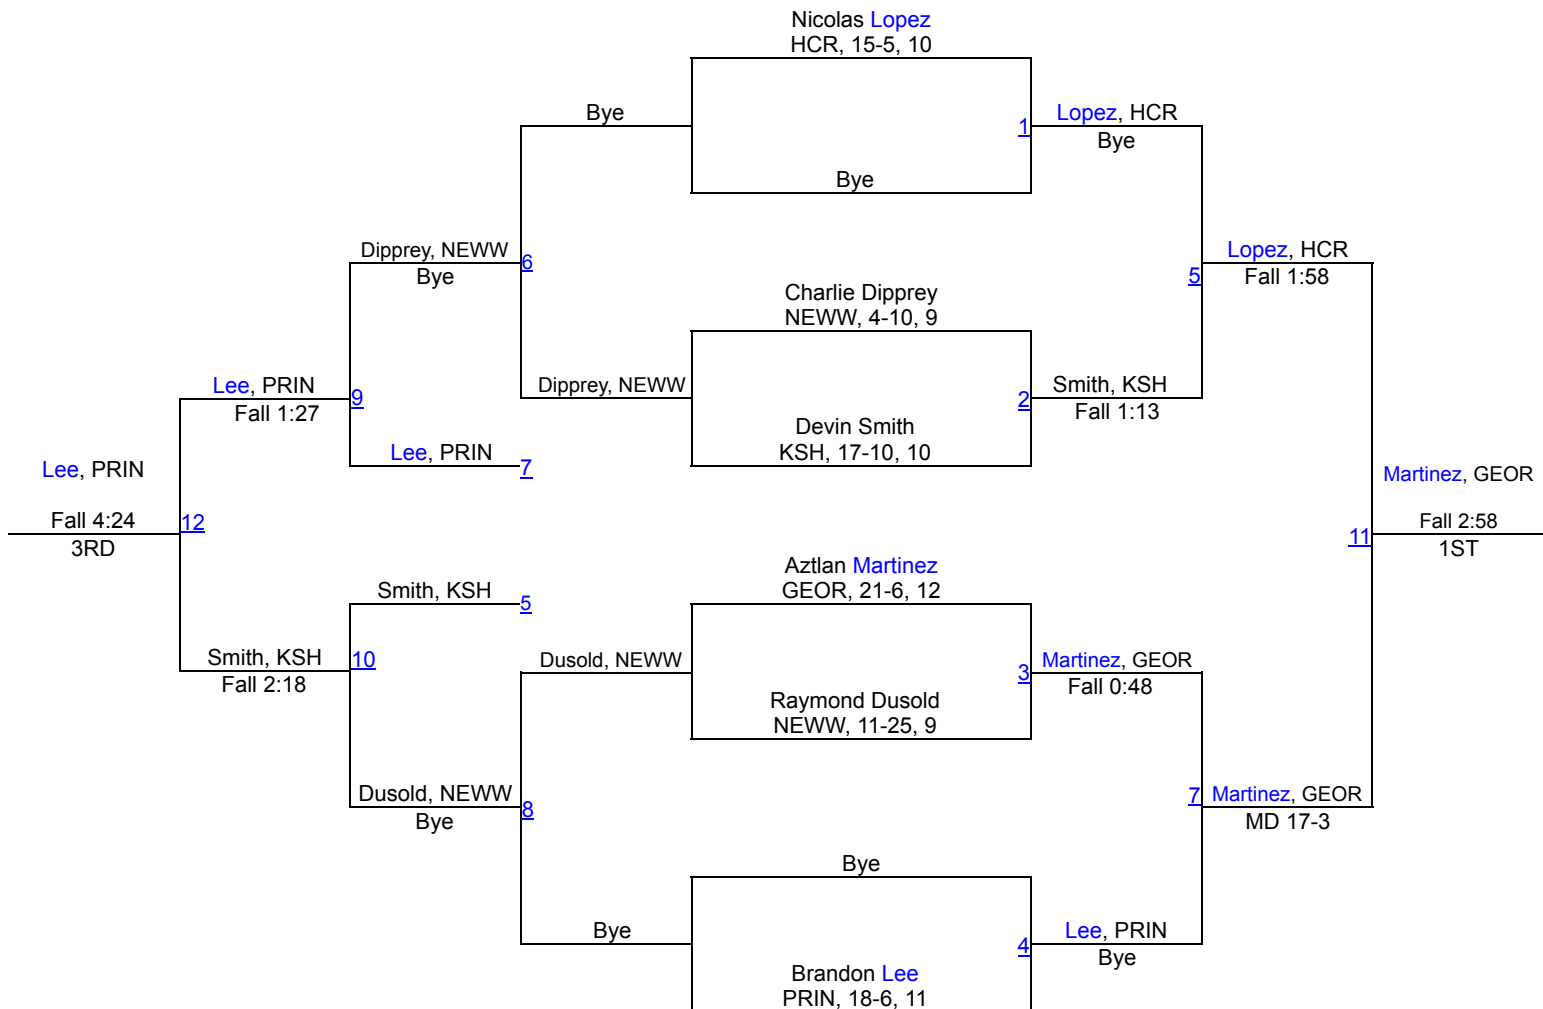 Nicolas Lopez
HCR, 15-5, 10
Bye
1
Lopez, HCR
Bye
Bye
Dipprey, NEWW
Bye
6
Lopez, HCR
Fall 1:58
5
Charlie Dipprey
NEWW, 4-10, 9
Lee, PRIN
Fall 1:27
9
Dipprey, NEWW
2
Smith, KSH
Fall 1:13
Devin Smith
KSH, 17-10, 10
Lee, PRIN
7
Lee, PRIN
Fall 4:24
3RD
12
Martinez, GEOR
Fall 2:58
1ST
11
Aztlan Martinez
GEOR, 21-6, 12
Smith, KSH
5
Smith, KSH
Fall 2:18
10
Dusold, NEWW
3
Martinez, GEOR
Fall 0:48
Raymond Dusold
NEWW, 11-25, 9
Dusold, NEWW
Bye
8
7
Martinez, GEOR
MD 17-3
Bye
Bye
4
Lee, PRIN
Bye
Brandon Lee
PRIN, 18-6, 11